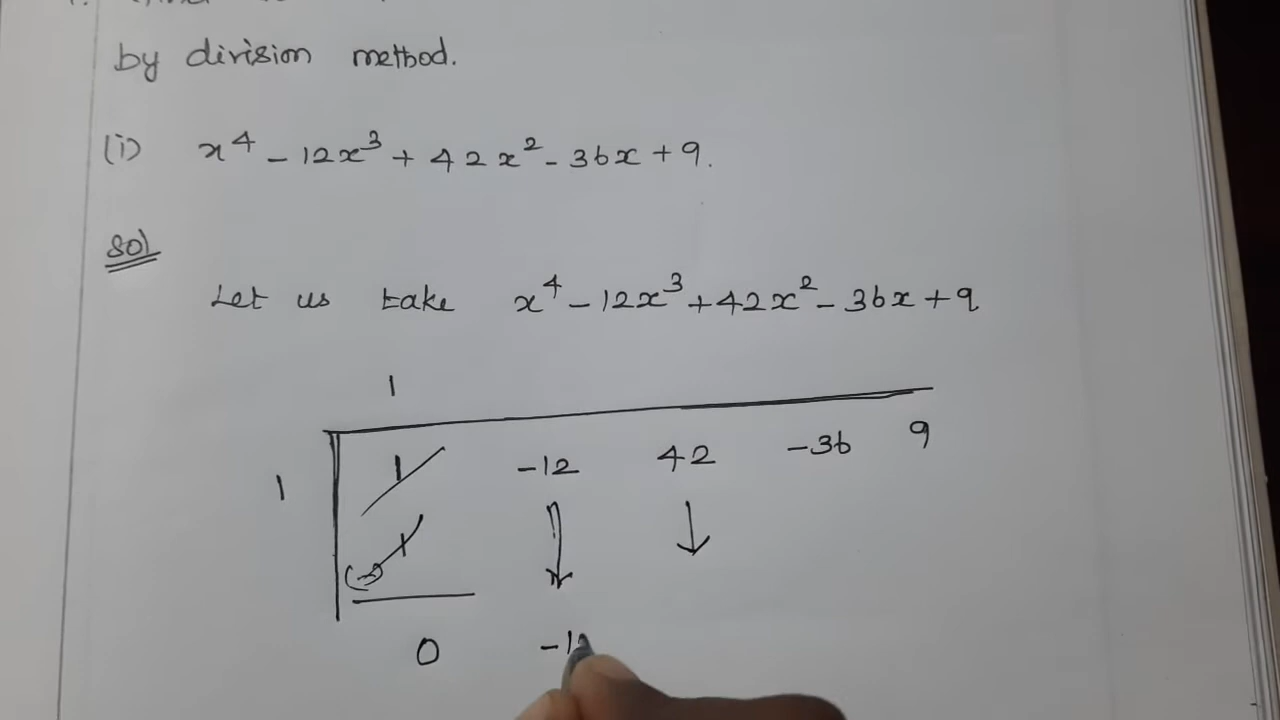 by division method.
(i) x⁴ - 12x³ + 42x² - 36x + 9.
Sol
Let us take x⁴ - 12x³ + 42x² - 36x + 9
1
1 1 -12 42 -36 9
(-) 1
0